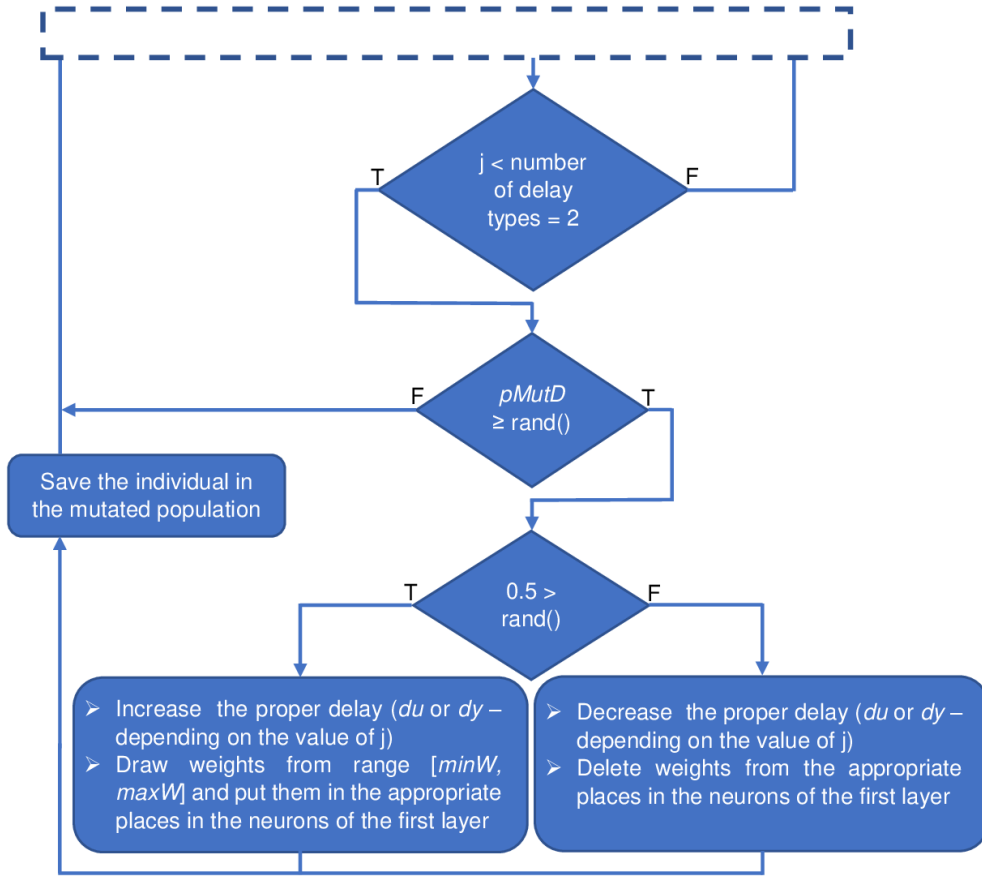 j < number
of delay
types = 2
T
F
pMutD
≥ rand()
F
T
Save the individual in
the mutated population
0.5 >
rand()
T
F
➢ Increase the proper delay (du or dy –
depending on the value of j)
➢ Draw weights from range [minW,
maxW] and put them in the appropriate
places in the neurons of the first layer
➢ Decrease the proper delay (du or dy –
depending on the value of j)
➢ Delete weights from the appropriate
places in the neurons of the first layer